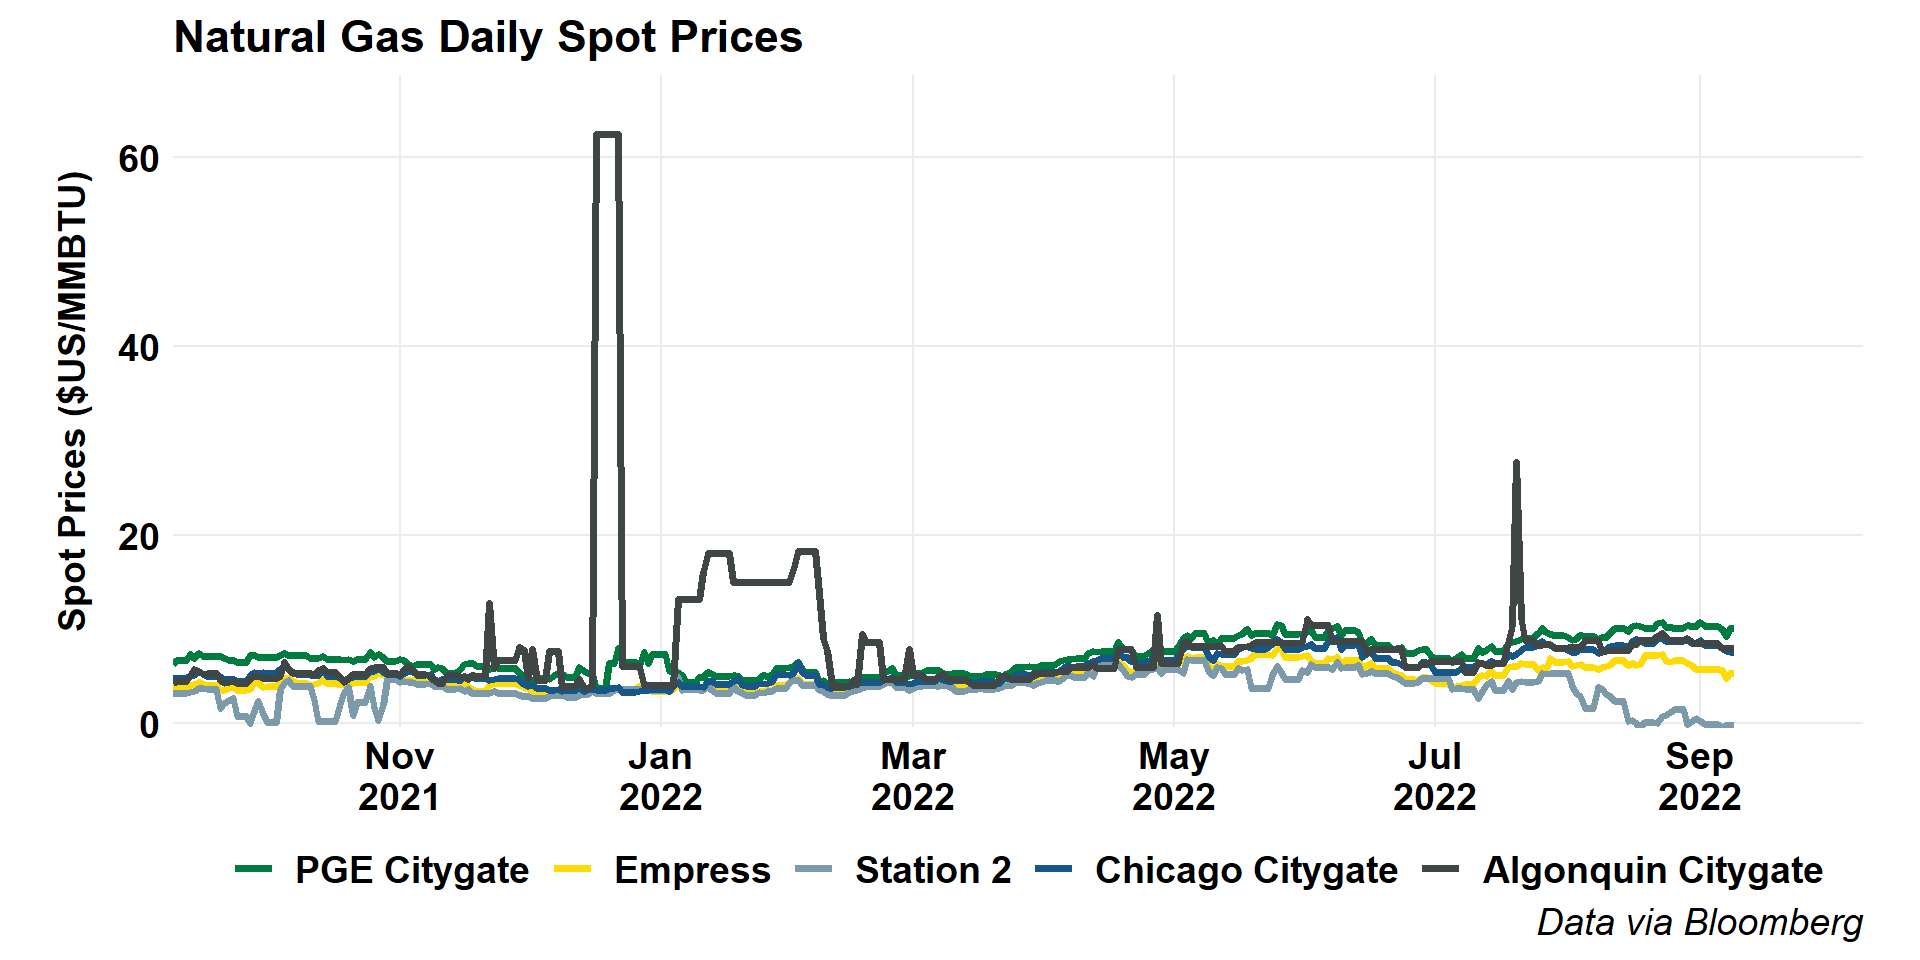 Natural Gas Daily Spot Prices
Spot Prices ($US/MMBTU)
60
40
20
0
Nov
2021
Jan
2022
Mar
2022
May
2022
Jul
2022
Sep
2022
PGE Citygate
Empress
Station 2
Chicago Citygate
Algonquin Citygate
Data via Bloomberg